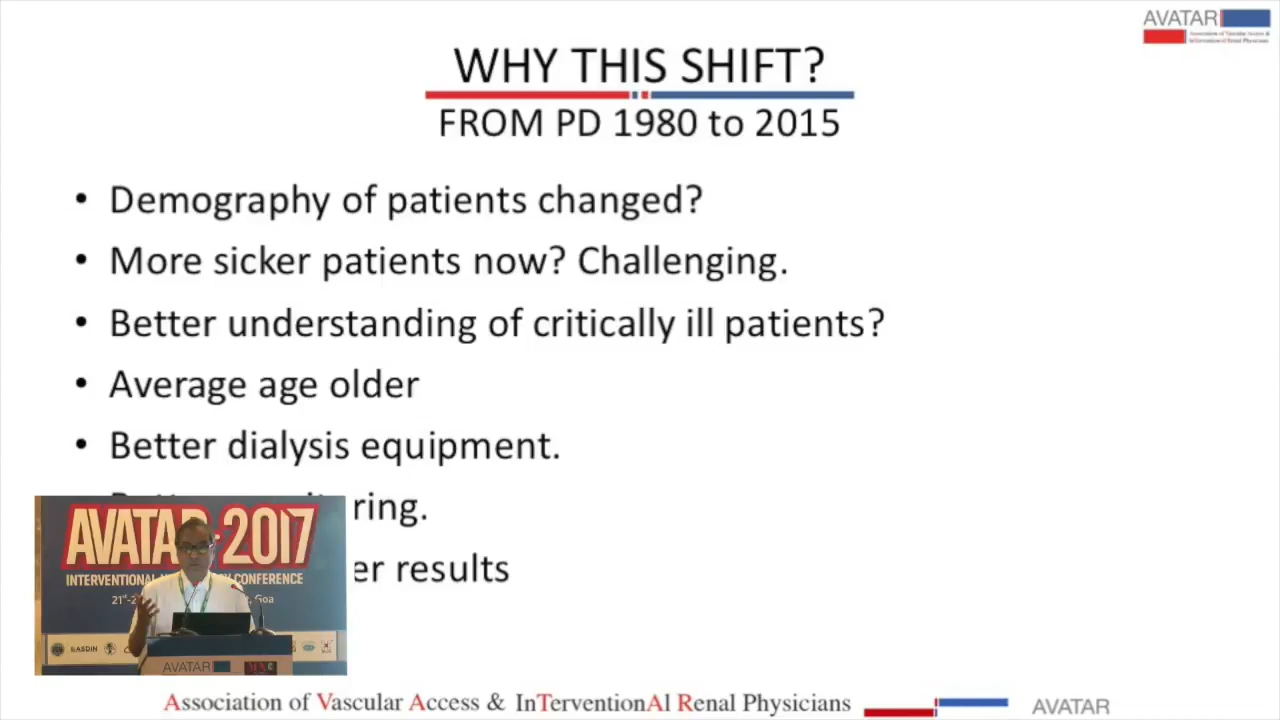 AVATAR
Association of Vascular Access &
InTerventionAl Renal Physicians
WHY THIS SHIFT?
FROM PD 1980 to 2015
• Demography of patients changed?
• More sicker patients now? Challenging.
• Better understanding of critically ill patients?
• Average age older
• Better dialysis equipment.
ring.
er results
AVATAR 2017
INTERVENTIONAL CONFERENCE
Goa
ASDIN
AVATAR
Association of Vascular Access & InTerventionAl Renal Physicians
AVATAR